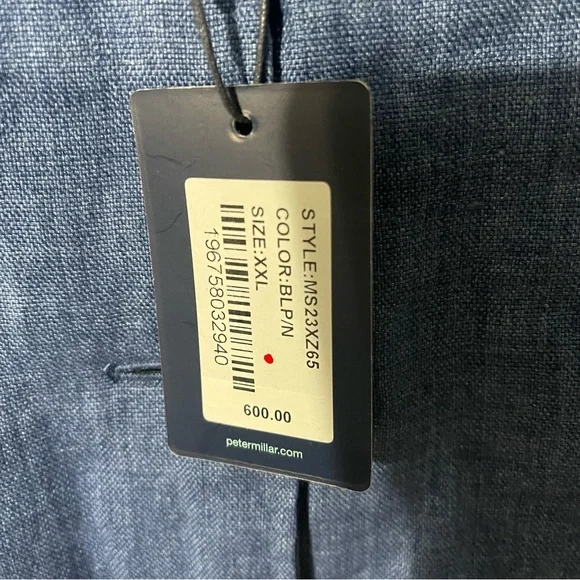 STYLE:MS23XZ65
COLOR:BLP/N
SIZE:XXL
196758032940
600.00
petermillar.com